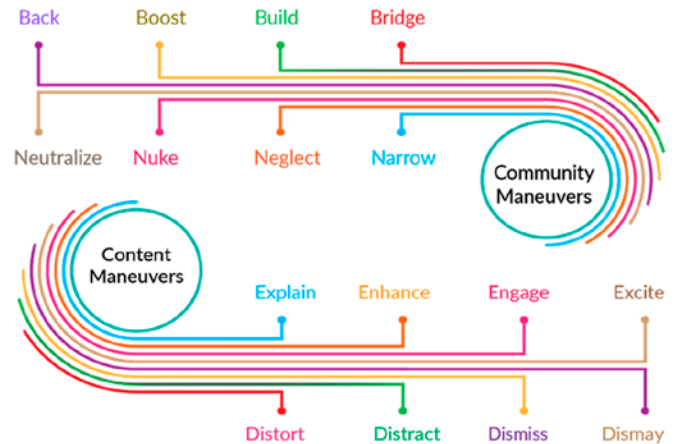 Back Boost Build Bridge
Neutralize Nuke Neglect Narrow
Community
Maneuvers
Content
Maneuvers
Explain Enhance Engage Excite
Distort Distract Dismiss Dismay